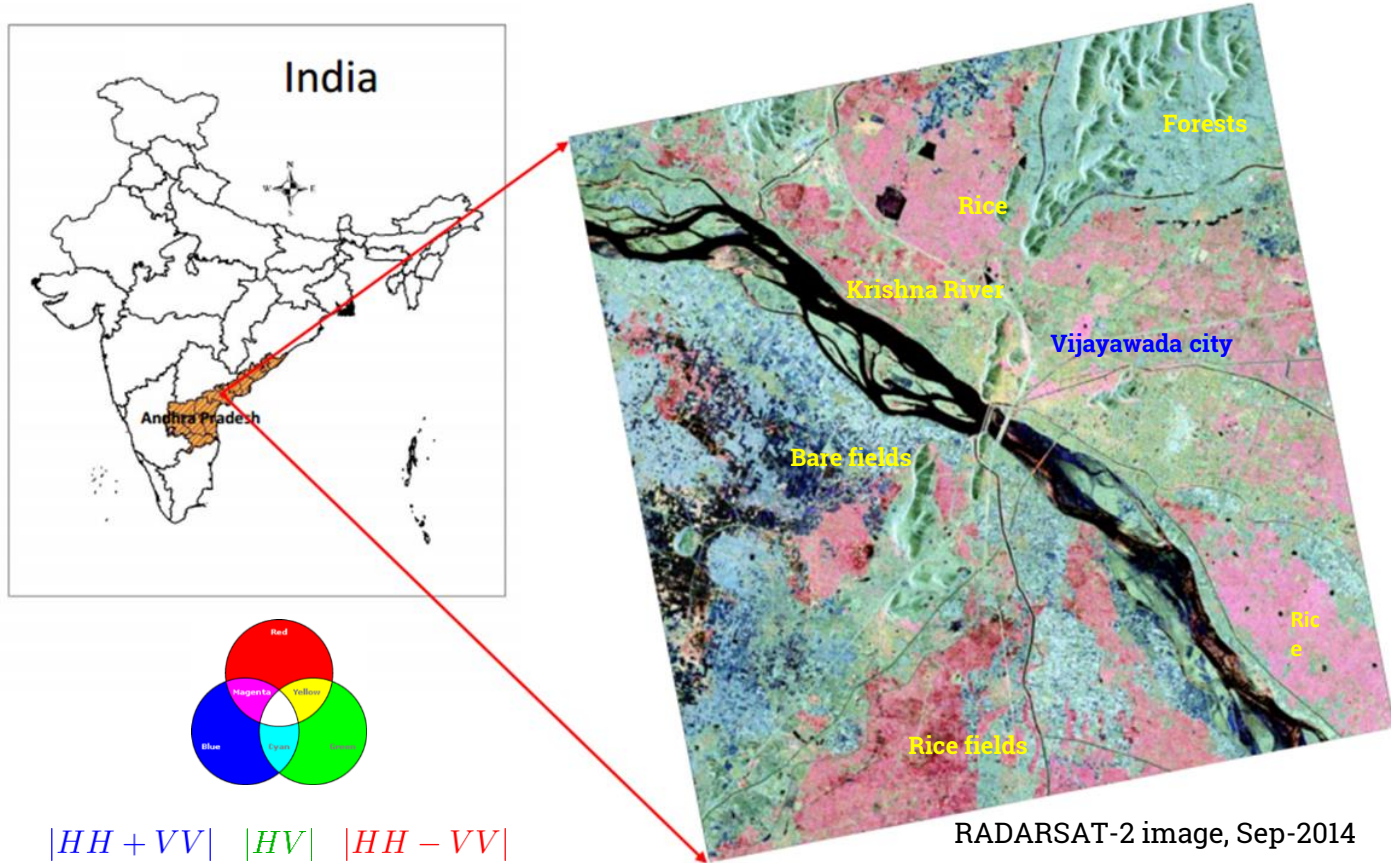 India
N
W
E
S
Andhra Pradesh
Red
Magenta
Yellow
Blue
Cyan
Green
|HH + VV| |HV| |HH − VV|
Forests
Rice
Krishna River
Vijayawada city
Bare fields
Ric
e
Rice fields
RADARSAT-2 image, Sep-2014